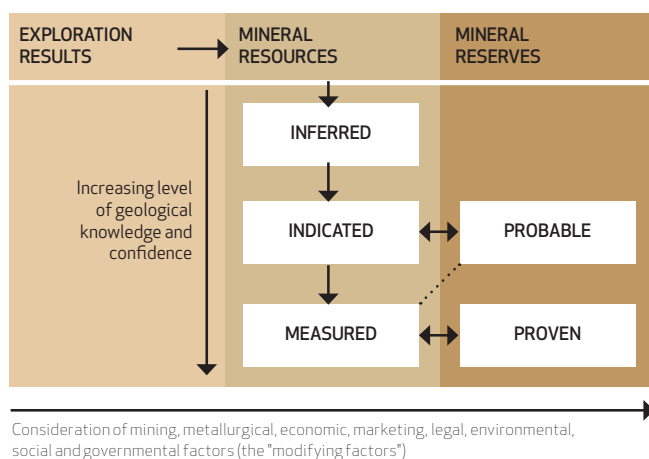 EXPLORATION
RESULTS
MINERAL
RESOURCES
MINERAL
RESERVES
INFERRED
Increasing level
of geological
knowledge and
confidence
INDICATED
PROBABLE
MEASURED
PROVEN
Consideration of mining, metallurgical, economic, marketing, legal, environmental,
social and governmental factors (the "modifying factors")